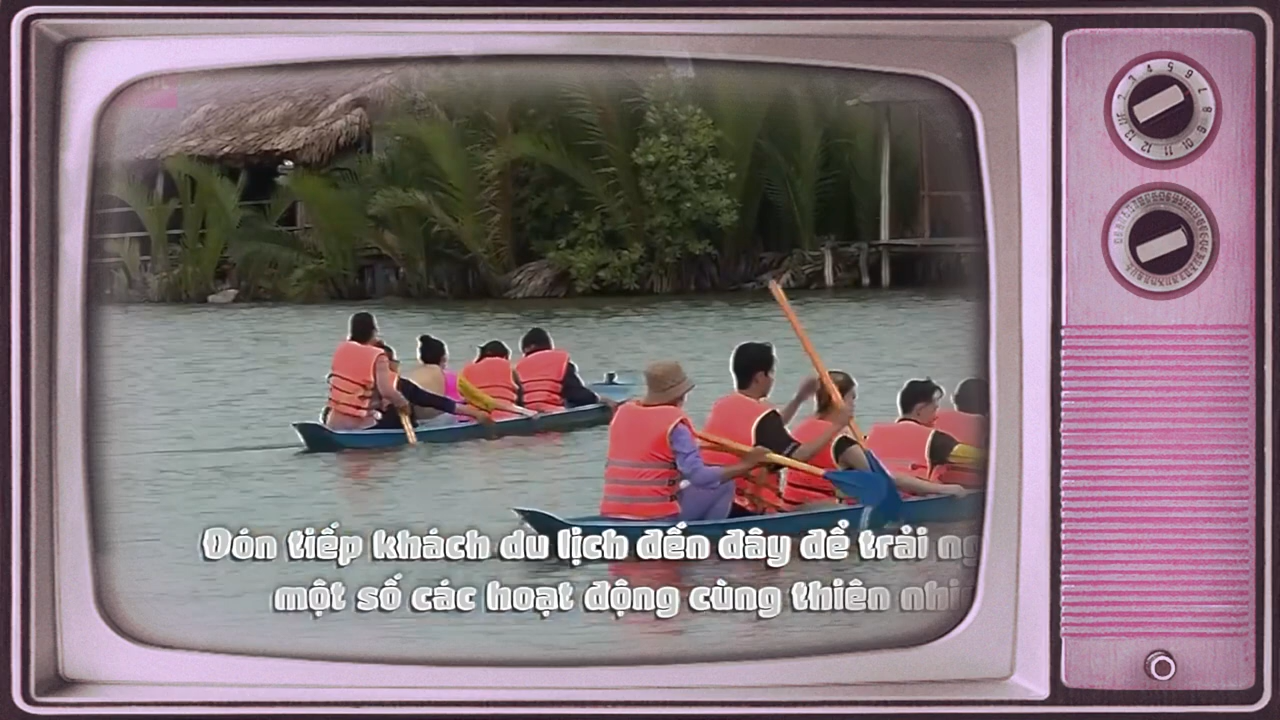 Đón tiếp khách du lịch đến đây để trải
một số các hoạt động cùng thiên